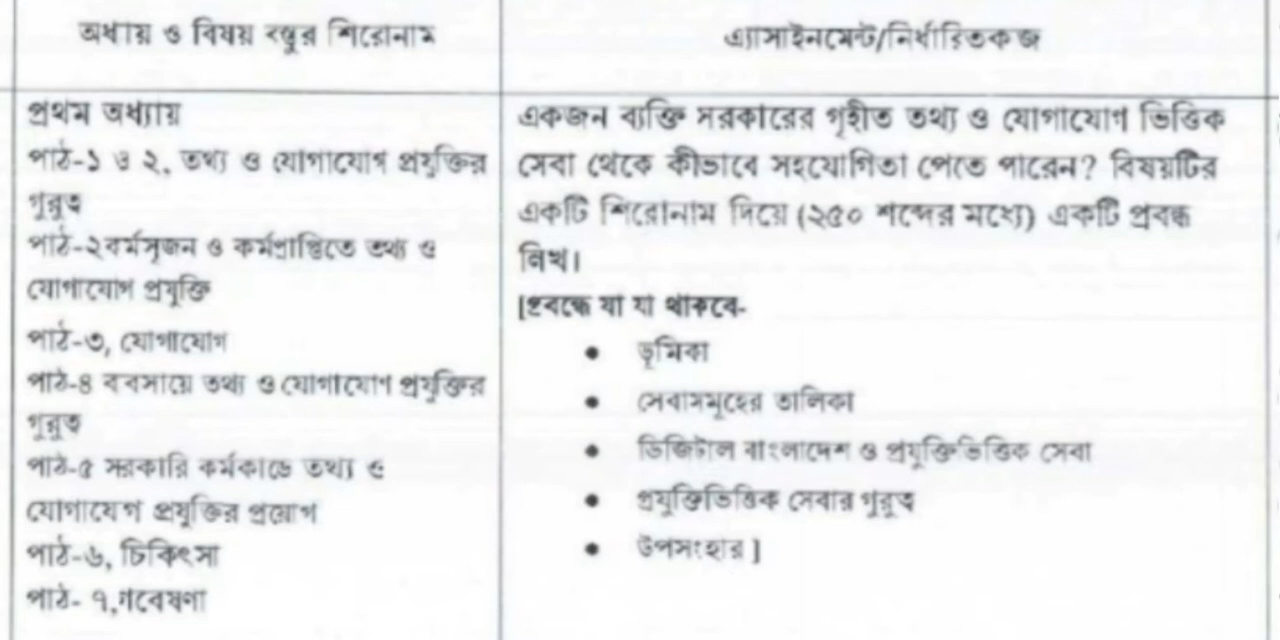 অধ্যায় ও বিষয় বস্তুর শিরোনাম
এ্যাসাইনমেন্ট/নির্ধারিতকাজ
প্রথম অধ্যায়
পাঠ-১ ও ২, তথ্য ও যোগাযোগ প্রযুক্তির
গুরুত্ব
পাঠ-২কর্মসৃজন ও কর্মপ্রাপ্তিতে তথ্য ও
যোগাযোগ প্রযুক্তি
পাঠ-৩, যোগাযোগ
পাঠ-৪ ব্যবসায়ে তথ্য ও যোগাযোগ প্রযুক্তির
গুরুত্ব
পাঠ-৫ সরকারি কর্মকান্ডে তথ্য ও
যোগাযোগ প্রযুক্তির প্রয়োগ
পাঠ-৬, চিকিৎসা
পাঠ- ৭,গবেষণা
একজন ব্যক্তি সরকারের গৃহীত তথ্য ও যোগাযোগ ভিত্তিক
সেবা থেকে কীভাবে সহযোগিতা পেতে পারেন? বিষয়টির
একটি শিরোনাম দিয়ে (২৫০ শব্দের মধ্যে) একটি প্রবন্ধ
লিখ।
[প্রবন্ধে যা যা থাকবে-
• ভূমিকা
• সেবাসমূহের তালিকা
• ডিজিটাল বাংলাদেশ ও প্রযুক্তিভিত্তিক সেবা
• প্রযুক্তিভিত্তিক সেবার গুরুত্ব
• উপসংহার ]